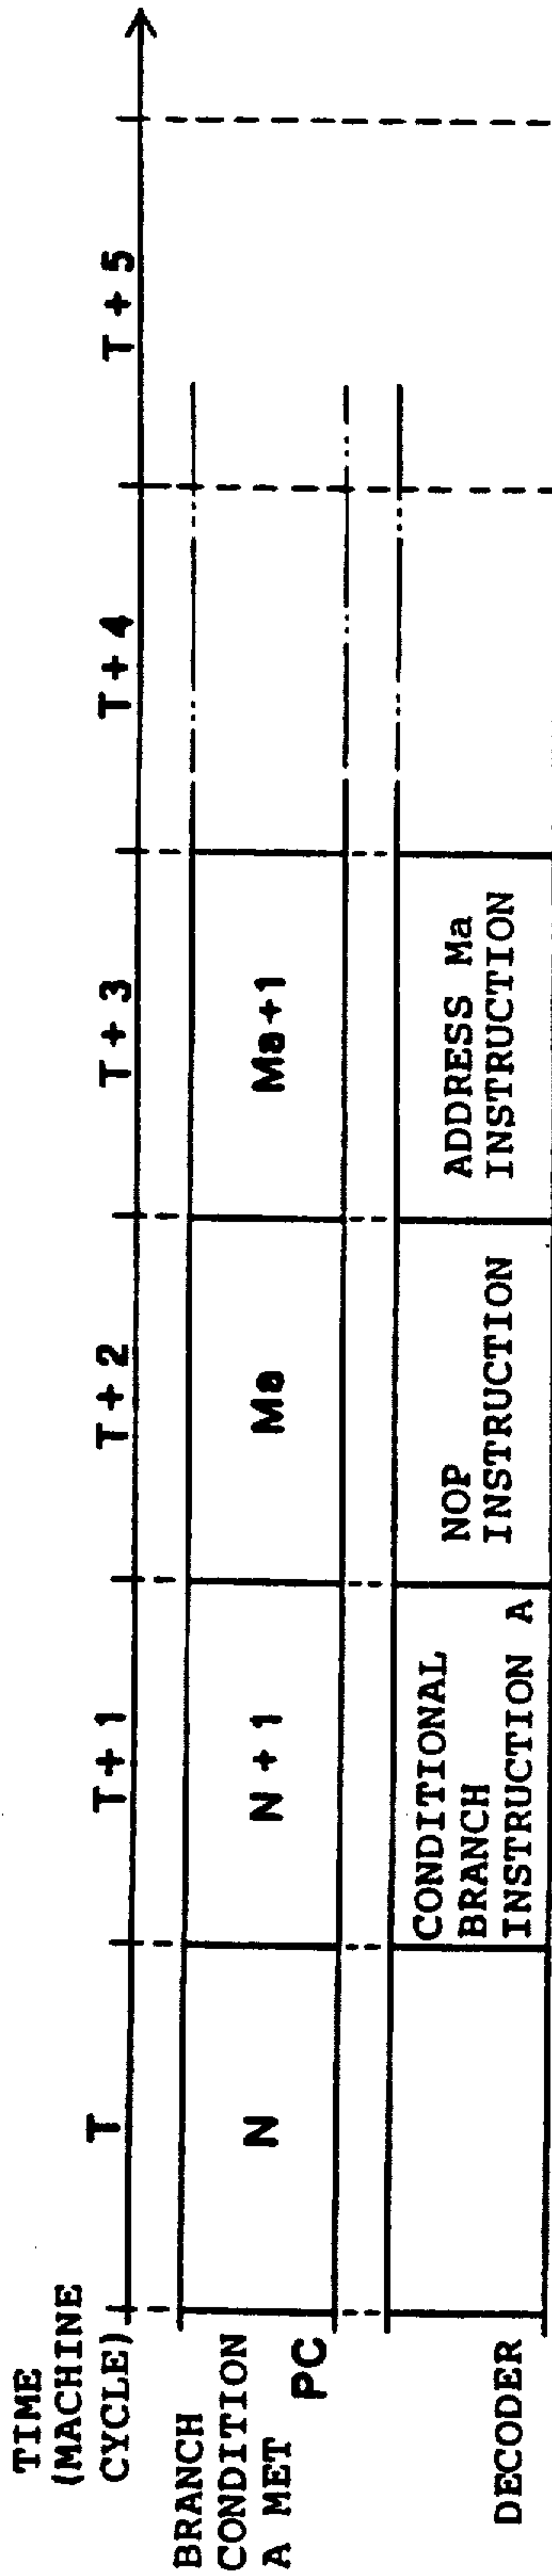 TIME
(MACHINE
CYCLE)
T
T + 1
T + 2
T + 3
T + 4
T + 5
BRANCH
CONDITION
A MET
PC
N
N + 1
Ma
Ma+1
DECODER
CONDITIONAL
BRANCH
INSTRUCTION A
NOP
INSTRUCTION
ADDRESS Ma
INSTRUCTION